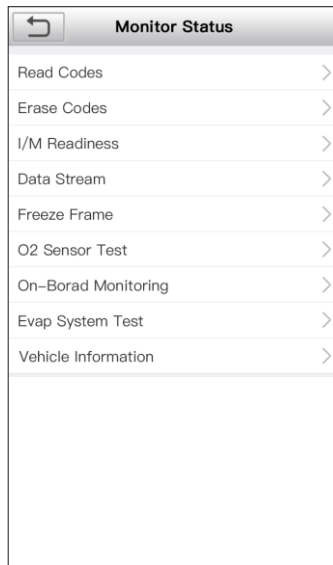 Monitor Status
Read Codes
Erase Codes
I/M Readiness
Data Stream
Freeze Frame
O2 Sensor Test
On-Borad Monitoring
Evap System Test
Vehicle Information